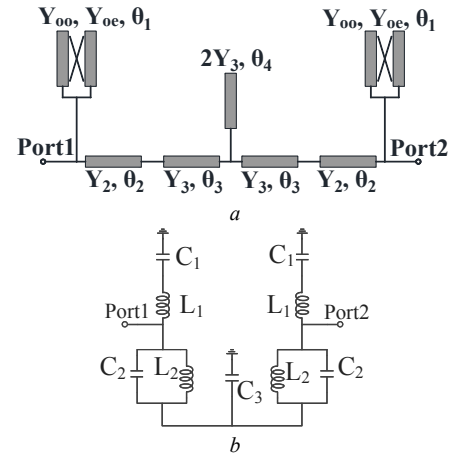 Yₒₒ, Yₒₑ, θ₁ Yₒₒ, Yₒₑ, θ₁
2Y₃, θ₄
Port1 Port2
Y₂, θ₂ Y₃, θ₃ Y₃, θ₃ Y₂, θ₂
a
C₁ C₁
L₁ L₁
Port1 Port2
C₂ L₂ L₂ C₂
C₃
b